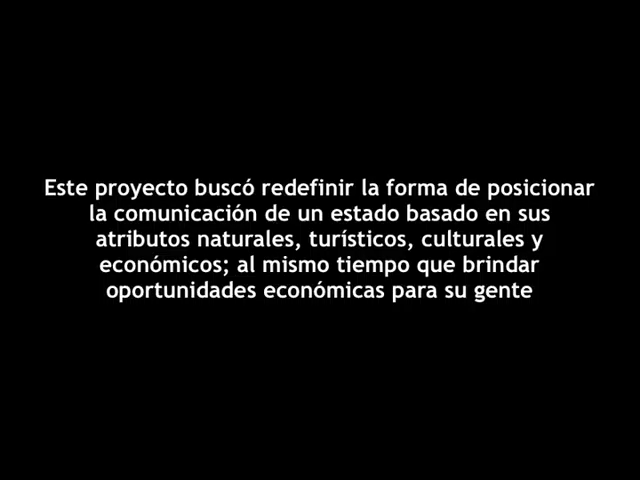 Este proyecto buscó redefinir la forma de posicionar
la comunicación de un estado basado en sus
atributos naturales, turísticos, culturales y
económicos; al mismo tiempo que brindar
oportunidades económicas para su gente